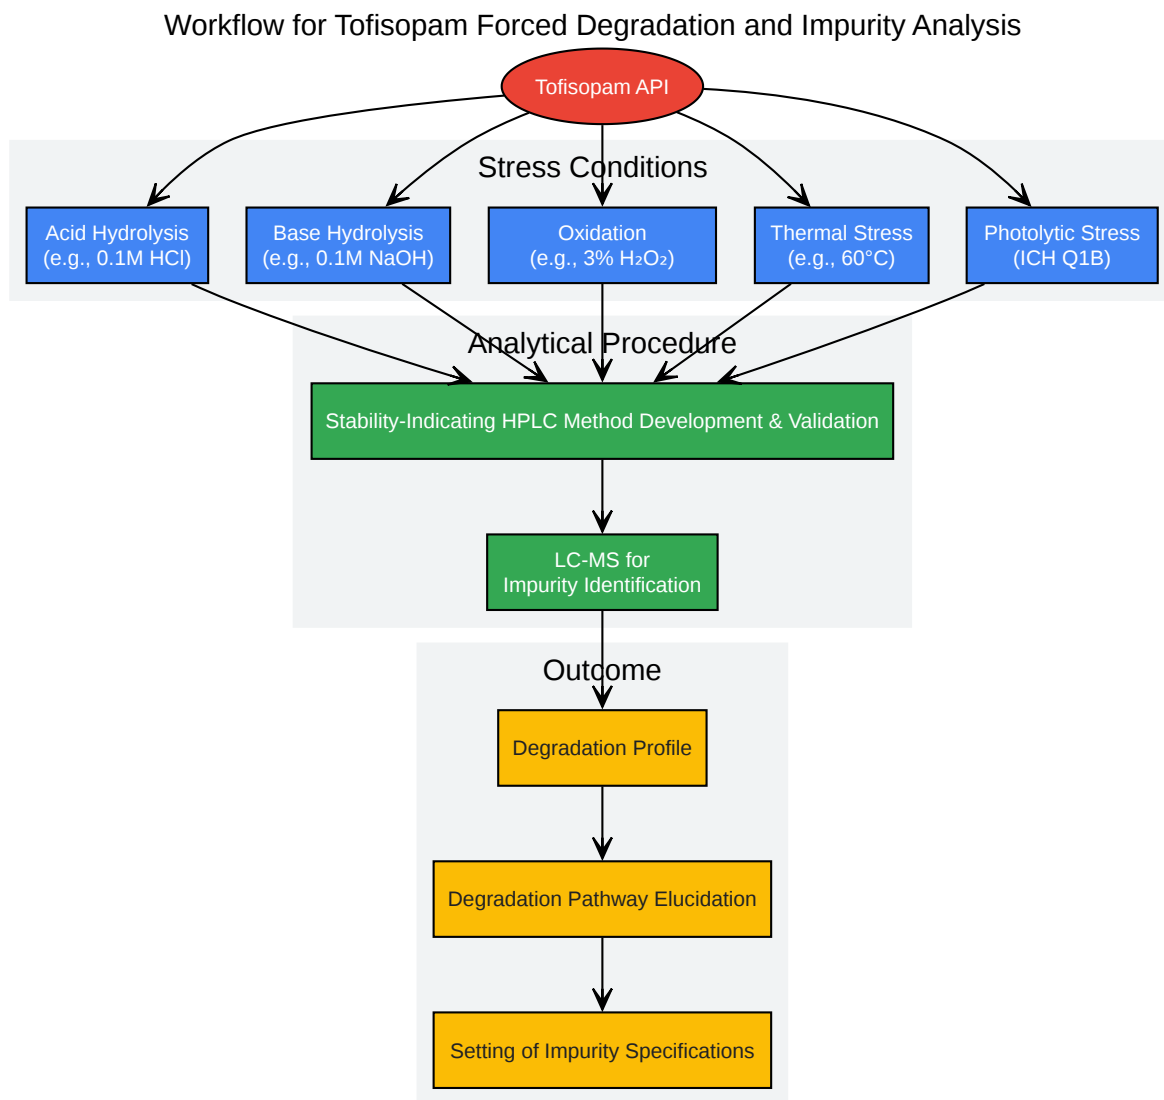 Workflow for Tofisopam Forced Degradation and Impurity Analysis
Tofisopam API
Stress Conditions
Acid Hydrolysis
(e.g., 0.1M HCl)
Base Hydrolysis
(e.g., 0.1M NaOH)
Oxidation
(e.g., 3% H₂O₂)
Thermal Stress
(e.g., 60°C)
Photolytic Stress
(ICH Q1B)
Analytical Procedure
Stability-Indicating HPLC Method Development & Validation
LC-MS for
Impurity Identification
Outcome
Degradation Profile
Degradation Pathway Elucidation
Setting of Impurity Specifications